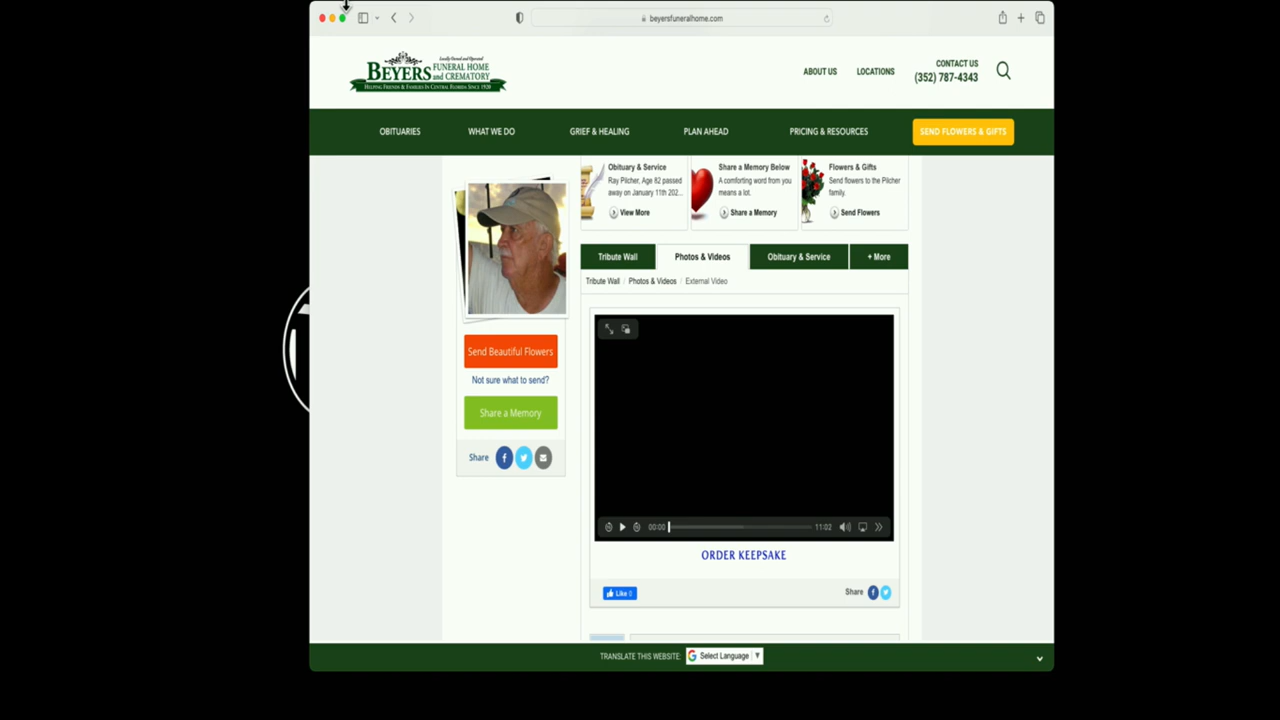 beyersfuneralhome.com
Locally Owned and Operated
BEYERS FUNERAL HOME
and CREMATORY
HELPING FRIENDS & FAMILIES IN CENTRAL FLORIDA SINCE 1920
ABOUT US
LOCATIONS
CONTACT US
(352) 787-4343
OBITUARIES
WHAT WE DO
GRIEF & HEALING
PLAN AHEAD
PRICING & RESOURCES
SEND FLOWERS & GIFTS
Obituary & Service
Ray Pilcher, Age 82 passed
away on January 11th 202...
View More
Share a Memory Below
A comforting word from you
means a lot.
Share a Memory
Flowers & Gifts
Send flowers to the Pilcher
family.
Send Flowers
Tribute Wall
Photos & Videos
Obituary & Service
+ More
Tribute Wall / Photos & Videos / External Video
Send Beautiful Flowers
Not sure what to send?
Share a Memory
Share
00:00
11:02
ORDER KEEPSAKE
Like 0
Share
TRANSLATE THIS WEBSITE:
Select Language